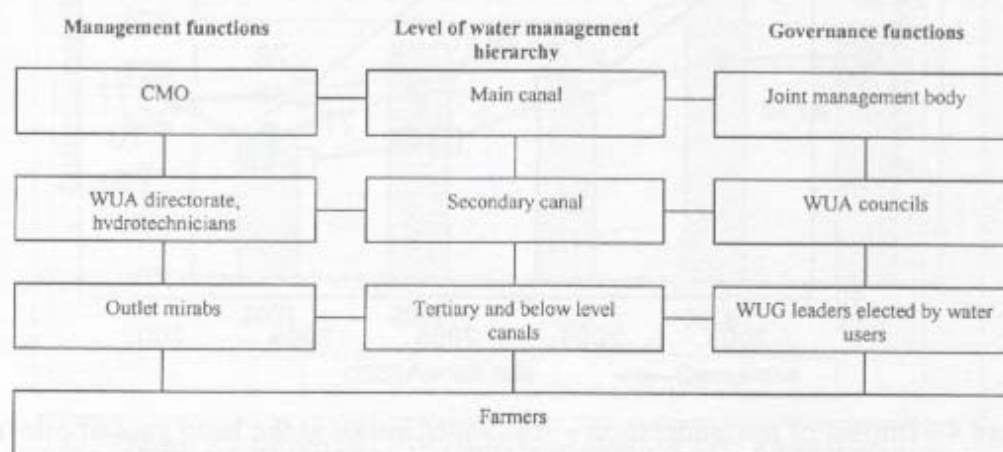 Management functions
Level of water management
hierarchy
Governance functions
CMO
Main canal
Joint management body
WUA directorate,
hydrotechnicians
Secondary canal
WUA councils
Outlet mirabs
Tertiary and below level
canals
WUG leaders elected by water
users
Farmers